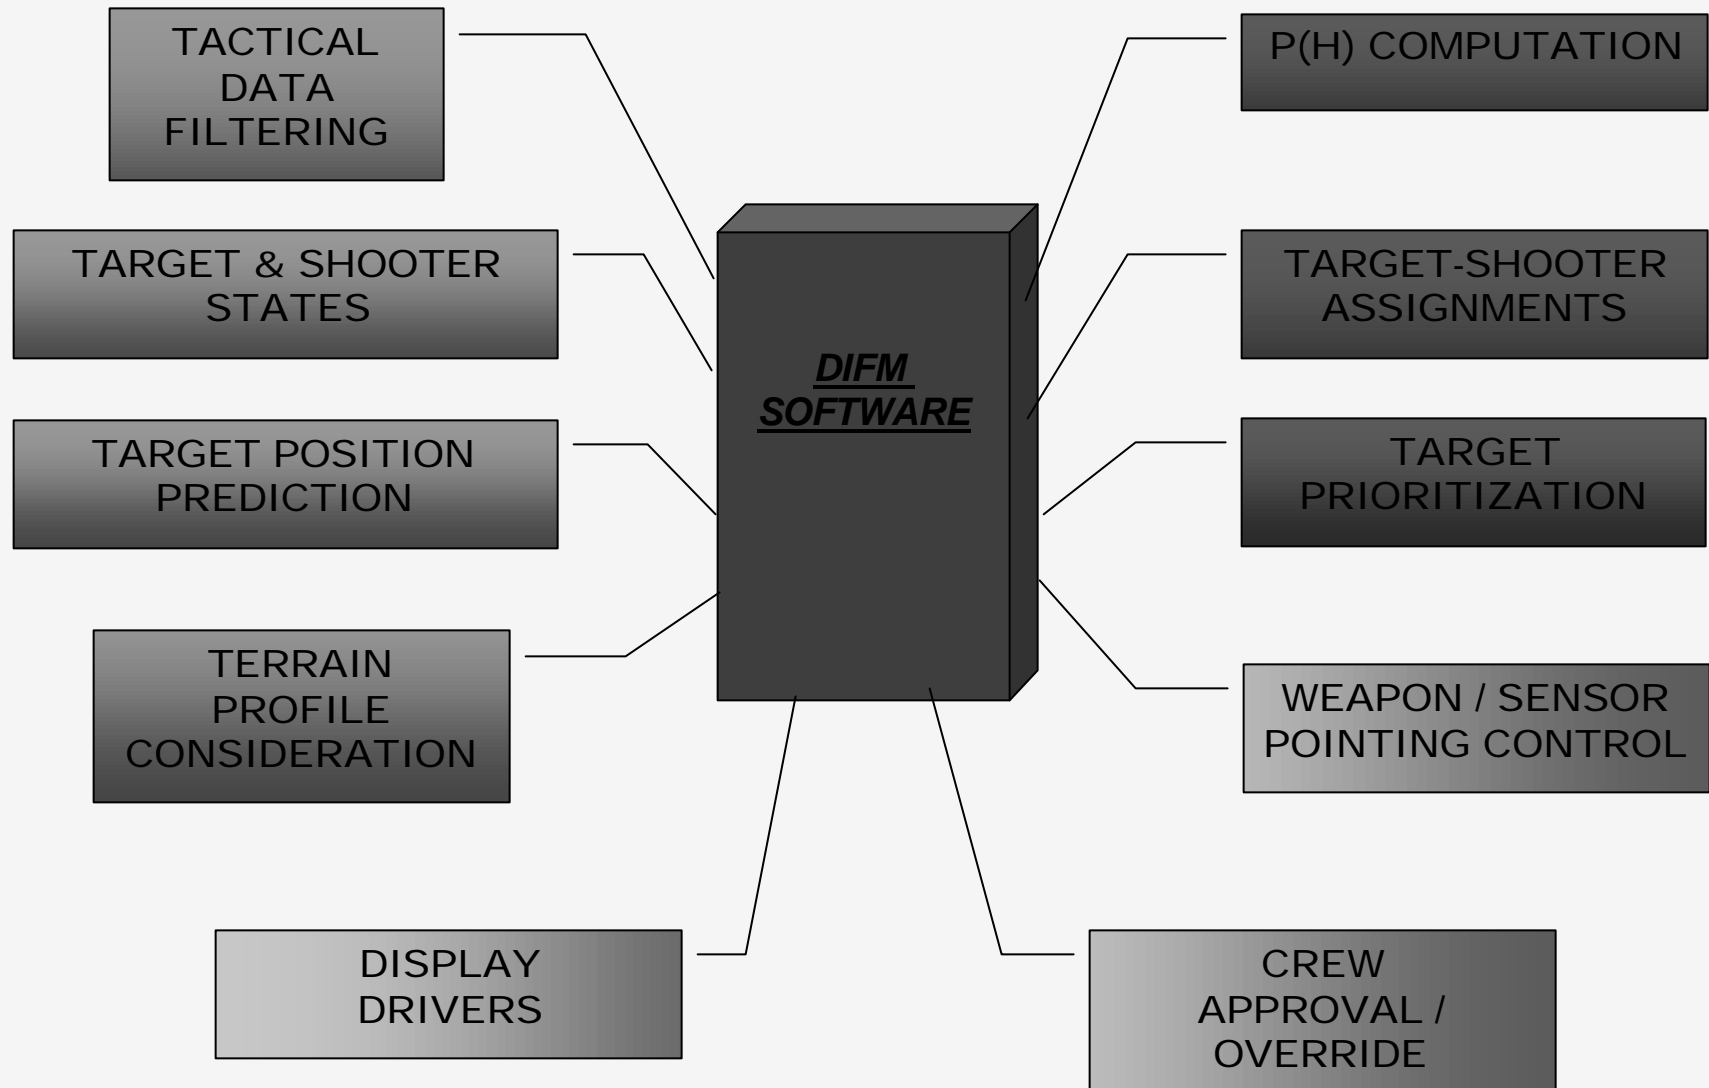 TACTICAL
DATA
FILTERING
TARGET & SHOOTER
STATES
TARGET POSITION
PREDICTION
TERRAIN
PROFILE
CONSIDERATION
DISPLAY
DRIVERS
DIFM
SOFTWARE
P(H) COMPUTATION
TARGET-SHOOTER
ASSIGNMENTS
TARGET
PRIORITIZATION
WEAPON / SENSOR
POINTING CONTROL
CREW
APPROVAL /
OVERRIDE